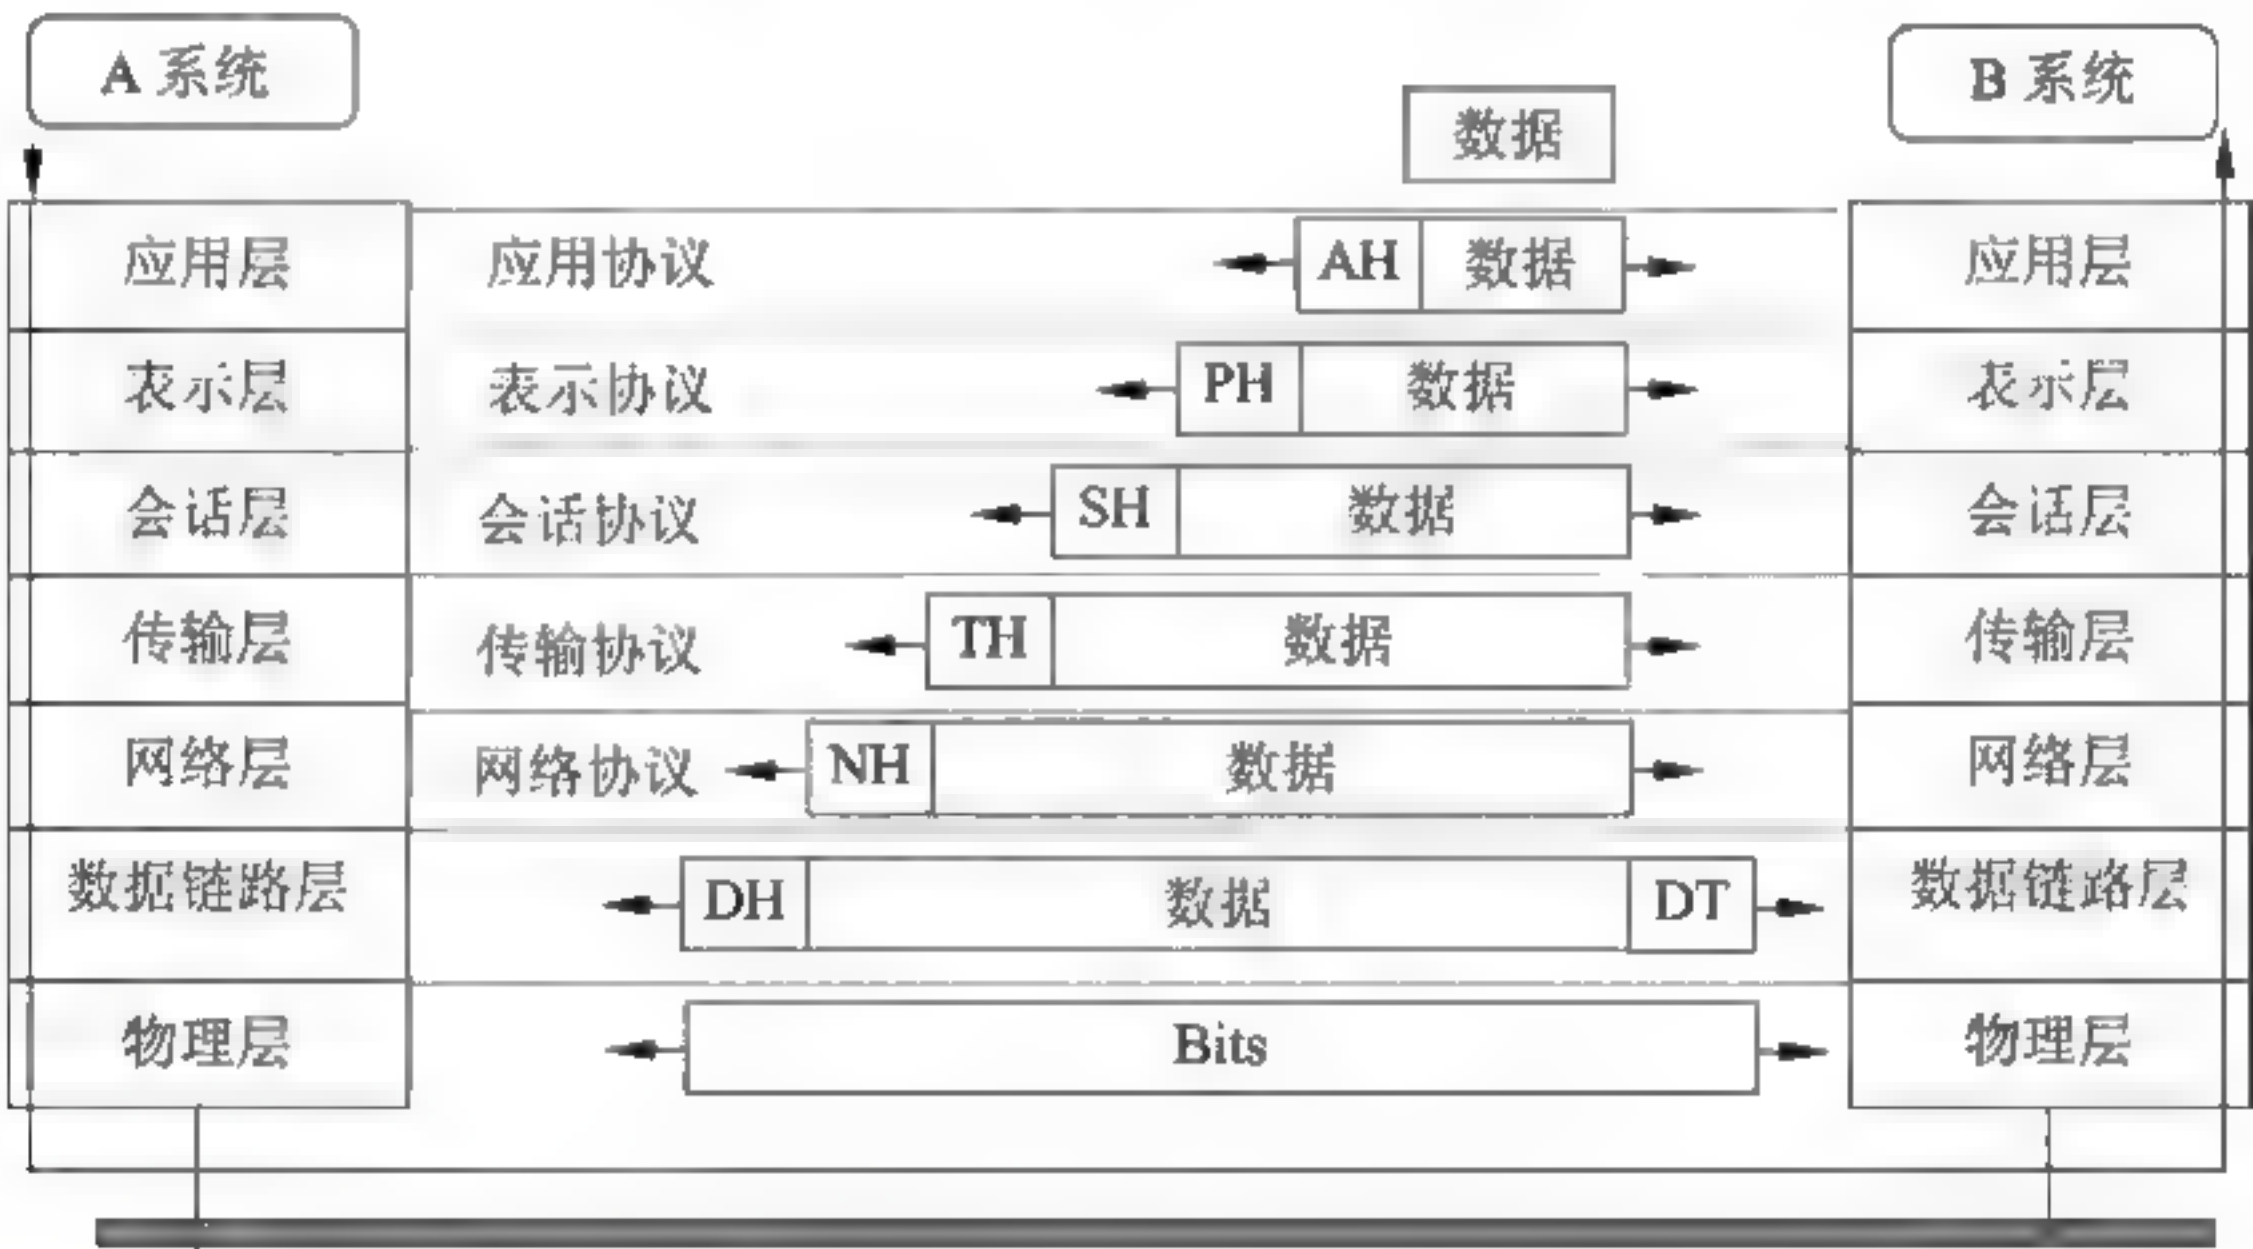 A 系统
B 系统
数据
应用层 应用协议 AH 数据 应用层
表示层 表示协议 PH 数据 表示层
会话层 会话协议 SH 数据 会话层
传输层 传输协议 TH 数据 传输层
网络层 网络协议 NH 数据 网络层
数据链路层 DH 数据 DT 数据链路层
物理层 Bits 物理层